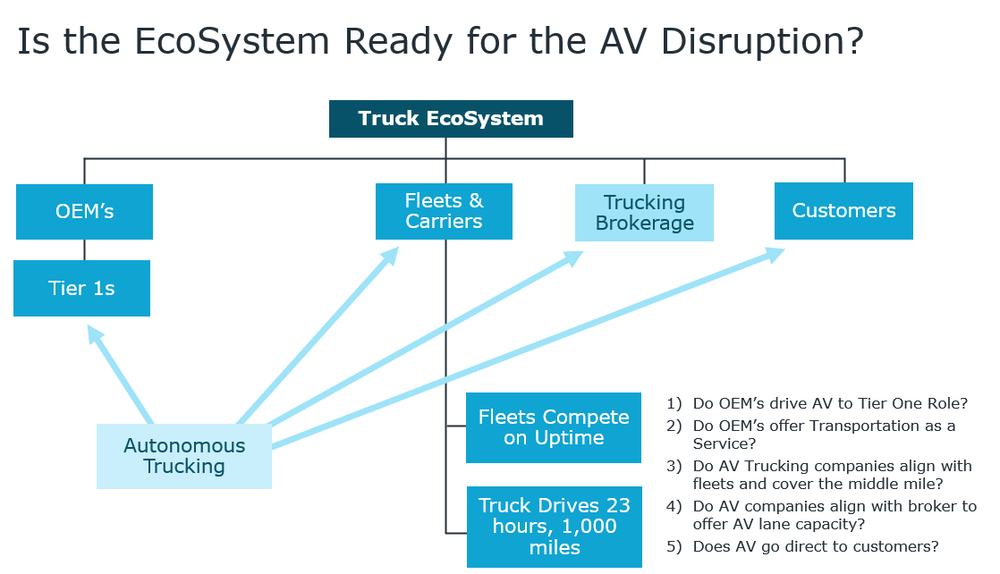 Is the EcoSystem Ready for the AV Disruption?
Truck EcoSystem
OEM’s
Fleets &
Carriers
Trucking
Brokerage
Customers
Tier 1s
Autonomous
Trucking
Fleets Compete
on Uptime
Truck Drives 23
hours, 1,000
miles
1) Do OEM’s drive AV to Tier One Role?
2) Do OEM’s offer Transportation as a
Service?
3) Do AV Trucking companies align with
fleets and cover the middle mile?
4) Do AV companies align with broker to
offer AV lane capacity?
5) Does AV go direct to customers?